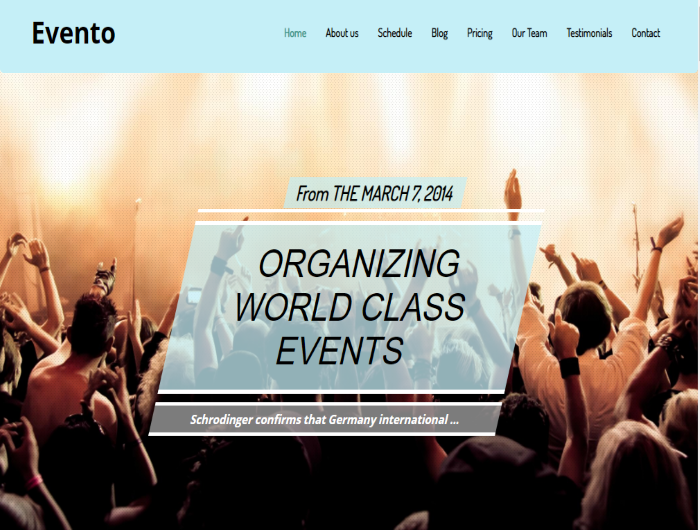 Evento
Home About us Schedule Blog Pricing Our Team Testimonials Contact
From THE MARCH 7, 2014
ORGANIZING
WORLD CLASS
EVENTS
Schrodinger confirms that Germany international ...